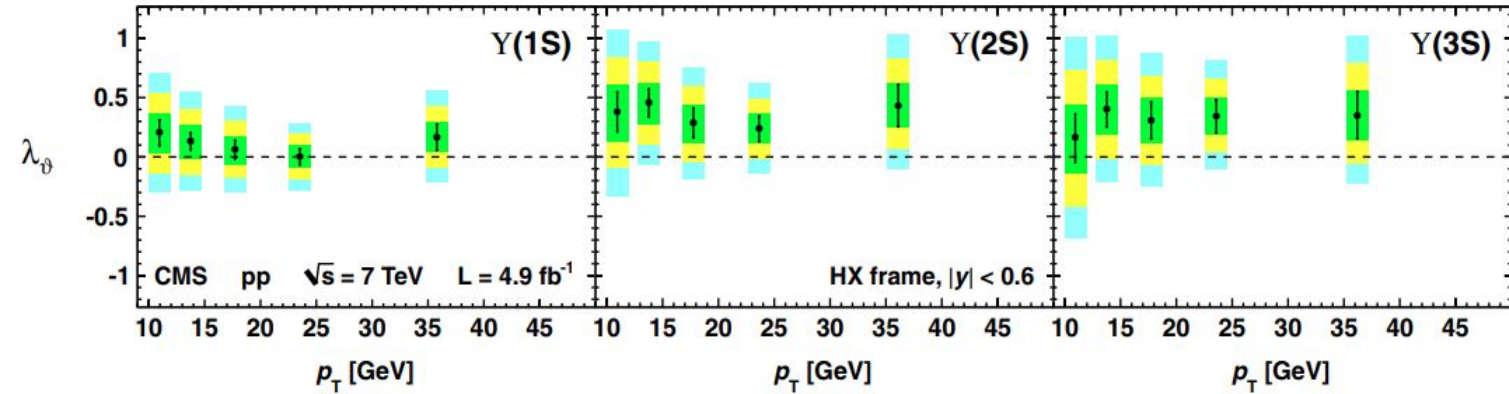 Υ(1S) Υ(2S) Υ(3S)
1
0.5
λϑ
0
-0.5
-1
CMS pp √s = 7 TeV L = 4.9 fb⁻¹ HX frame, |y| < 0.6
10 15 20 25 30 35 40 45 10 15 20 25 30 35 40 45 10 15 20 25 30 35 40 45
pT [GeV] pT [GeV] pT [GeV]